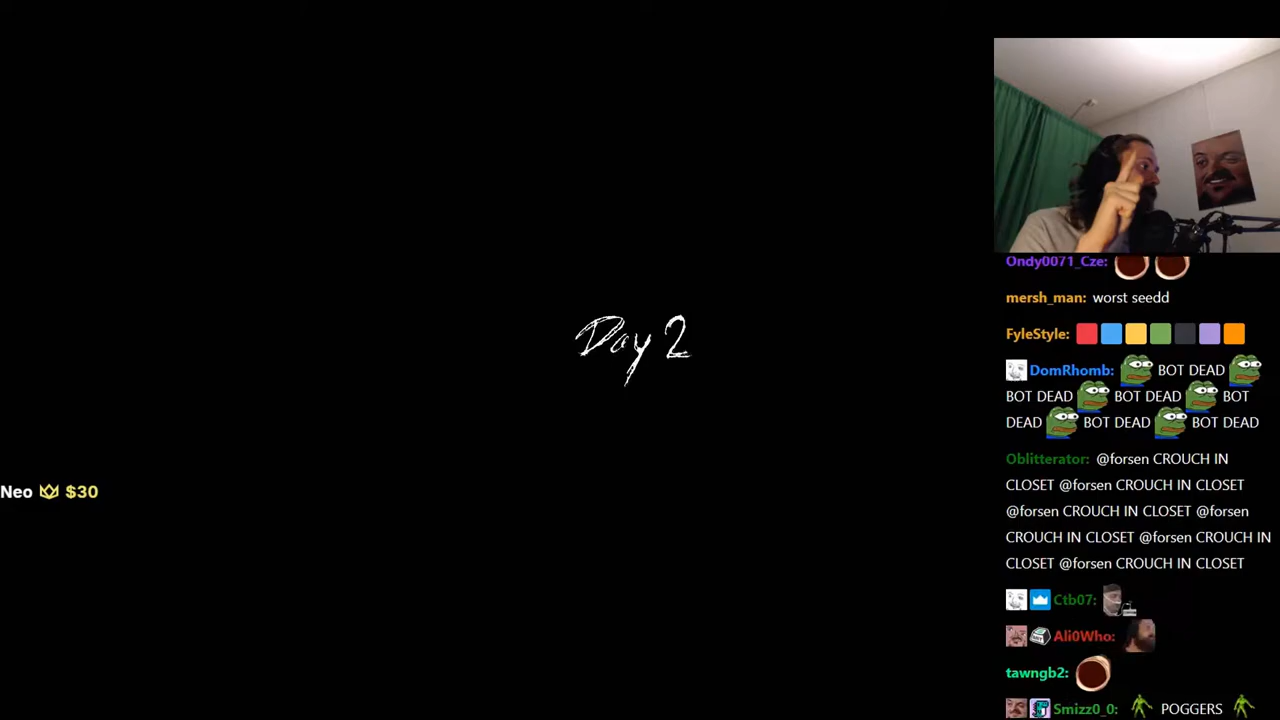 Day 2
Neo $30
Ondy0071_Cze:
mersh_man: worst seedd
FyleStyle:
DomRhomb: BOT DEAD
BOT DEAD BOT DEAD BOT
DEAD BOT DEAD BOT DEAD
Oblitterator: @forsen CROUCH IN
CLOSET @forsen CROUCH IN CLOSET
@forsen CROUCH IN CLOSET @forsen
CROUCH IN CLOSET @forsen CROUCH IN
CLOSET @forsen CROUCH IN CLOSET
Ctb07:
Ali0Who:
tawngb2:
Smizz0_0: POGGERS